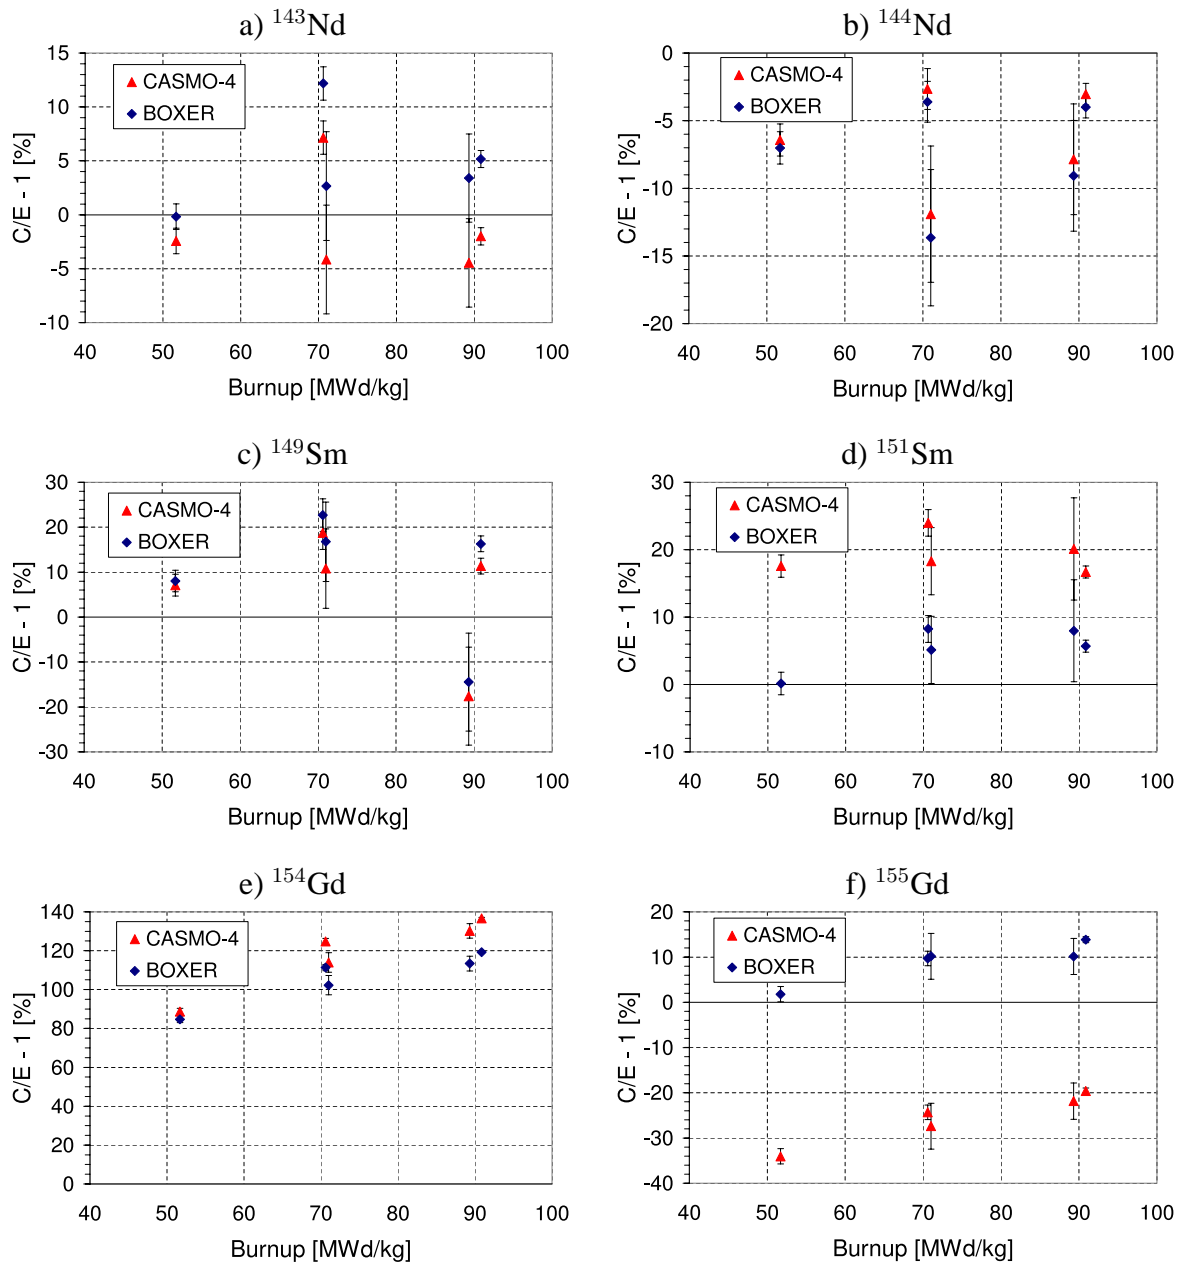 a) ¹⁴³Nd
15
10
5
0
-5
-10
40 50 60 70 80 90 100
C/E - 1 [%]
Burnup [MWd/kg]
CASMO-4
BOXER
b) ¹⁴⁴Nd
0
-5
-10
-15
-20
40 50 60 70 80 90 100
C/E - 1 [%]
Burnup [MWd/kg]
CASMO-4
BOXER
c) ¹⁴⁹Sm
30
20
10
0
-10
-20
-30
40 50 60 70 80 90 100
C/E - 1 [%]
Burnup [MWd/kg]
CASMO-4
BOXER
d) ¹⁵¹Sm
30
20
10
0
-10
40 50 60 70 80 90 100
C/E - 1 [%]
Burnup [MWd/kg]
CASMO-4
BOXER
e) ¹⁵⁴Gd
140
120
100
80
60
40
20
0
40 50 60 70 80 90 100
C/E - 1 [%]
Burnup [MWd/kg]
CASMO-4
BOXER
f) ¹⁵⁵Gd
20
10
0
-10
-20
-30
-40
40 50 60 70 80 90 100
C/E - 1 [%]
Burnup [MWd/kg]
CASMO-4
BOXER